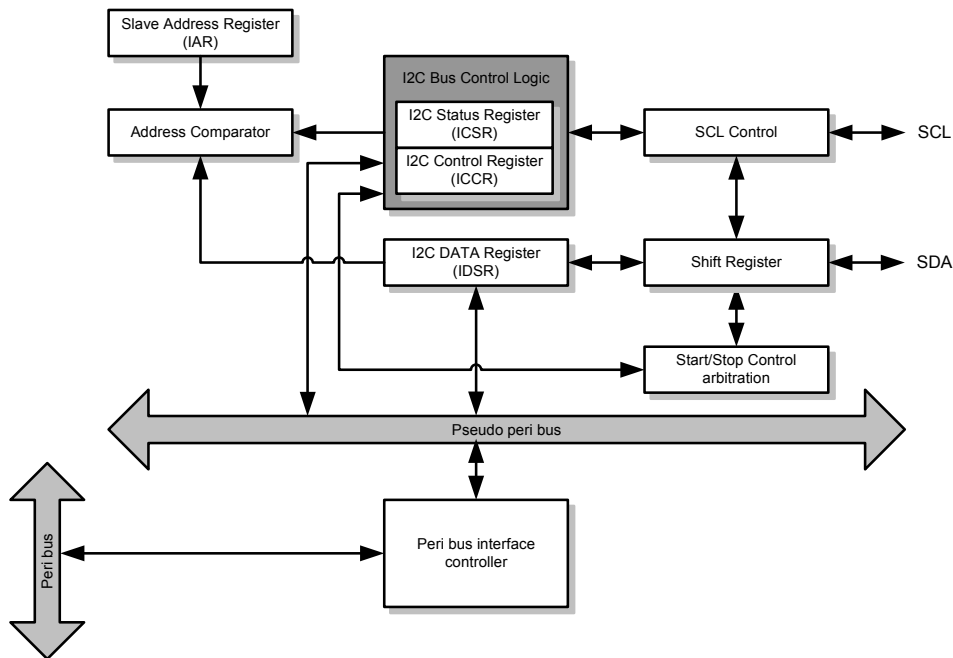 Slave Address Register
(IAR)
I2C Bus Control Logic
Address Comparator
I2C Status Register
(ICSR)
I2C Control Register
(ICCR)
SCL Control
SCL
I2C DATA Register
(IDSR)
Shift Register
SDA
Start/Stop Control
arbitration
Pseudo peri bus
Peri bus
Peri bus interface
controller